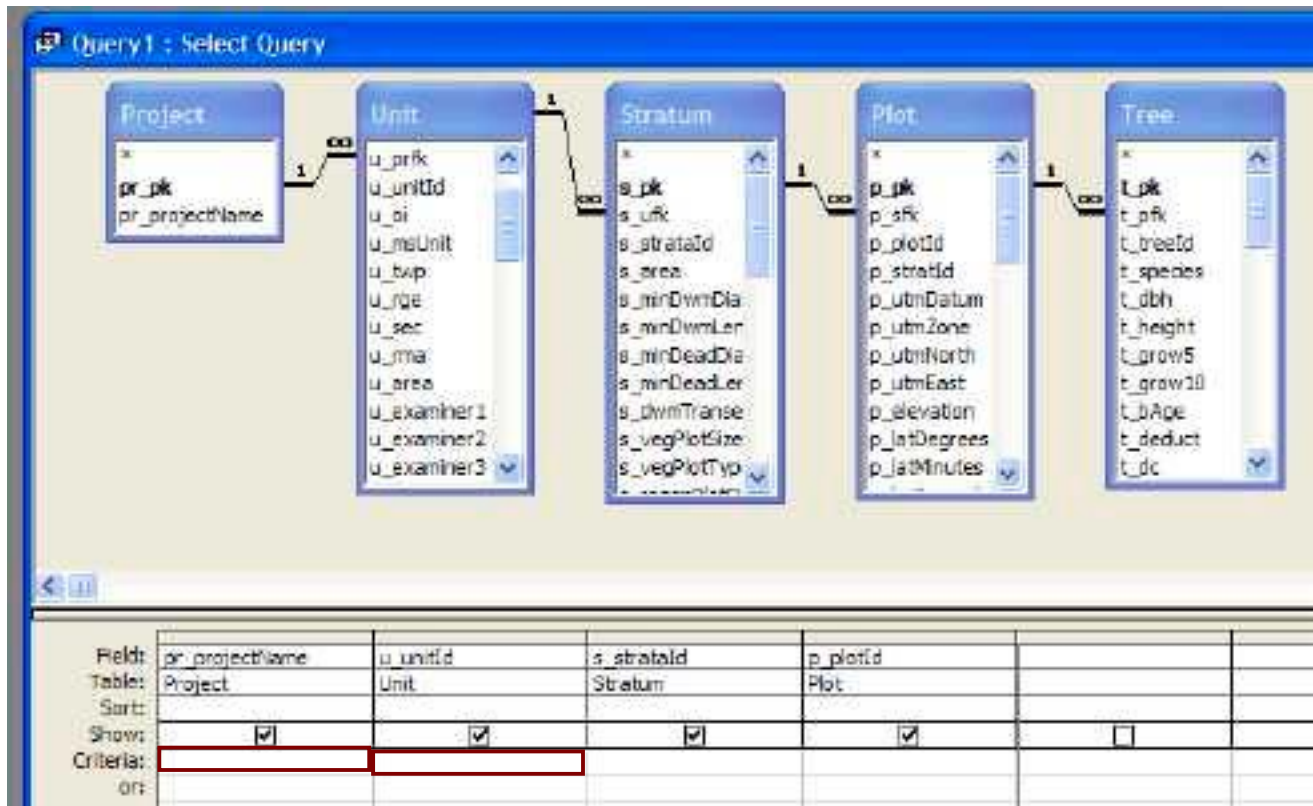 Query1 : Select Query
Project
*
pr_pk
pr_projectName
1
∞
Unit
u_prfk
u_unitId
u_oi
u_msUnit
u_twp
u_rge
u_sec
u_rma
u_area
u_examiner1
u_examiner2
u_examiner3
1
∞
Stratum
*
s_pk
s_ufk
s_strataId
s_area
s_minDwmDia
s_minDwmLen
s_minDeadDia
s_minDeadLen
s_dwmTranse
s_vegPlotSize
s_vegPlotTyp
1
∞
Plot
*
p_pk
p_sfk
p_plotId
p_stratId
p_utmDatum
p_utmZone
p_utmNorth
p_utmEast
p_elevation
p_latDegrees
p_latMinutes
1
∞
Tree
*
t_pk
t_pfk
t_treeId
t_species
t_dbh
t_height
t_grow5
t_grow10
t_bAge
t_deduct
t_dc
Field: pr_projectName u_unitId s_strataId p_plotId
Table: Project Unit Stratum Plot
Sort:
Show:
Criteria:
or: